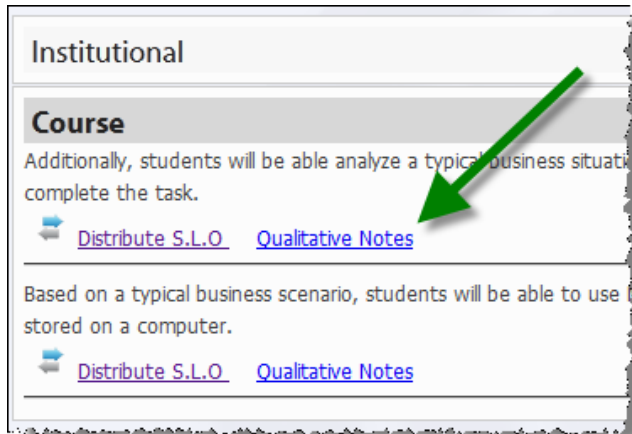 Institutional
Course
Additionally, students will be able analyze a typical business
complete the task.
Distribute S.L.O Qualitative Notes
Based on a typical business scenario, students will be able to use
stored on a computer.
Distribute S.L.O Qualitative Notes